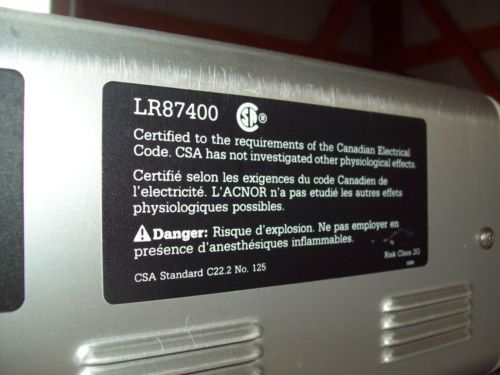 LR87400 SA ®
Certified to the requirements of the Canadian Electrical
Code. CSA has not investigated other physiological effects.
Certifié selon les exigences du code Canadien de
l'electricité. L'ACNOR n'a pas etudié les autres effets
physiologiques possibles.
Danger: Risque d'explosion. Ne pas employer en
preśence d'anesthésiques inflammables.
CSA Standard C22.2 No. 125
Risk Class 2G